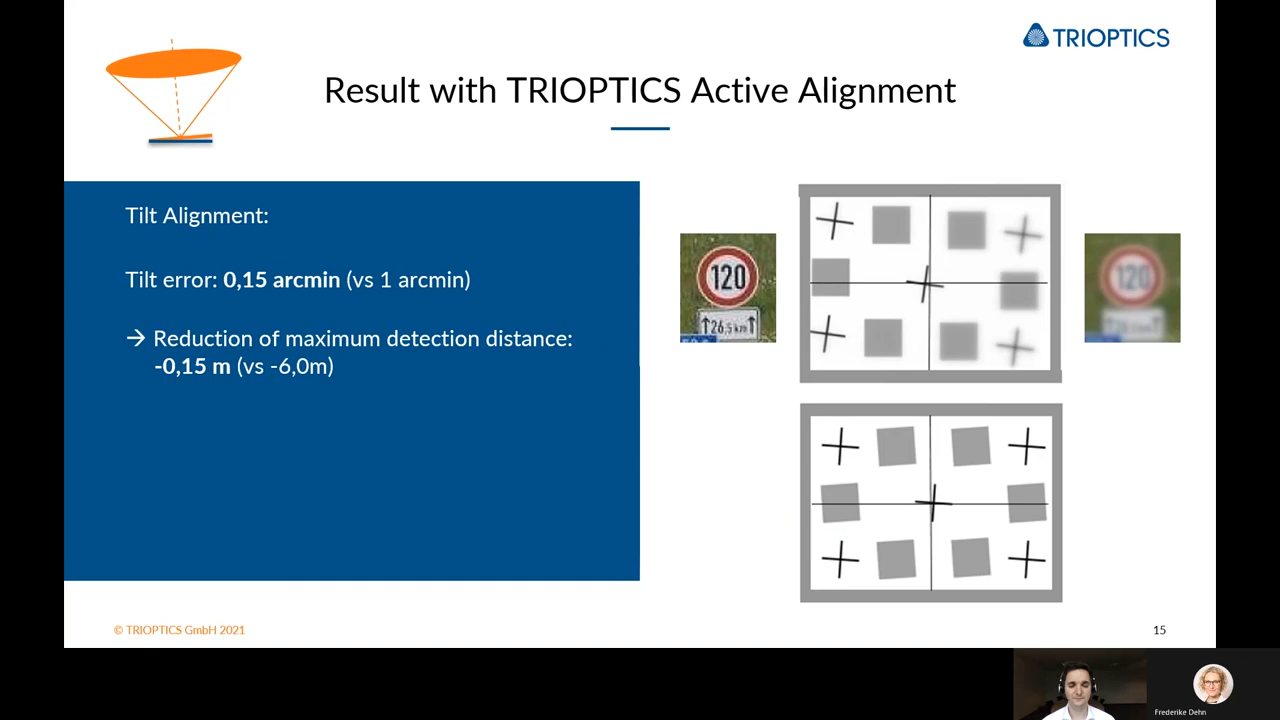 TRIOPTICS
Result with TRIOPTICS Active Alignment
Tilt Alignment:
Tilt error: 0,15 arcmin (vs 1 arcmin)
→ Reduction of maximum detection distance:
-0,15 m (vs -6,0m)
120
↑26,5 km↑
120
© TRIOPTICS GmbH 2021
15
Frederike Dehn